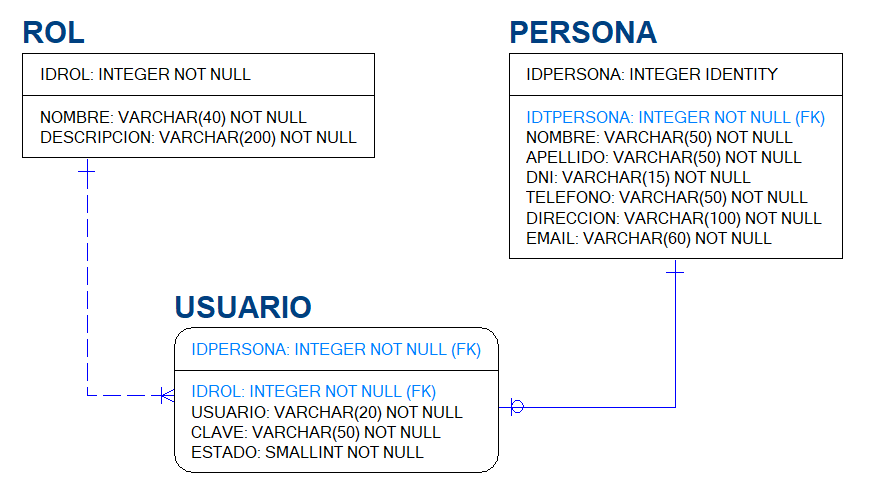 ROL
IDROL: INTEGER NOT NULL
NOMBRE: VARCHAR(40) NOT NULL
DESCRIPCION: VARCHAR(200) NOT NULL
PERSONA
IDPERSONA: INTEGER IDENTITY
IDTPERSONA: INTEGER NOT NULL (FK)
NOMBRE: VARCHAR(50) NOT NULL
APELLIDO: VARCHAR(50) NOT NULL
DNI: VARCHAR(15) NOT NULL
TELEFONO: VARCHAR(50) NOT NULL
DIRECCION: VARCHAR(100) NOT NULL
EMAIL: VARCHAR(60) NOT NULL
USUARIO
IDPERSONA: INTEGER NOT NULL (FK)
IDROL: INTEGER NOT NULL (FK)
USUARIO: VARCHAR(20) NOT NULL
CLAVE: VARCHAR(50) NOT NULL
ESTADO: SMALLINT NOT NULL